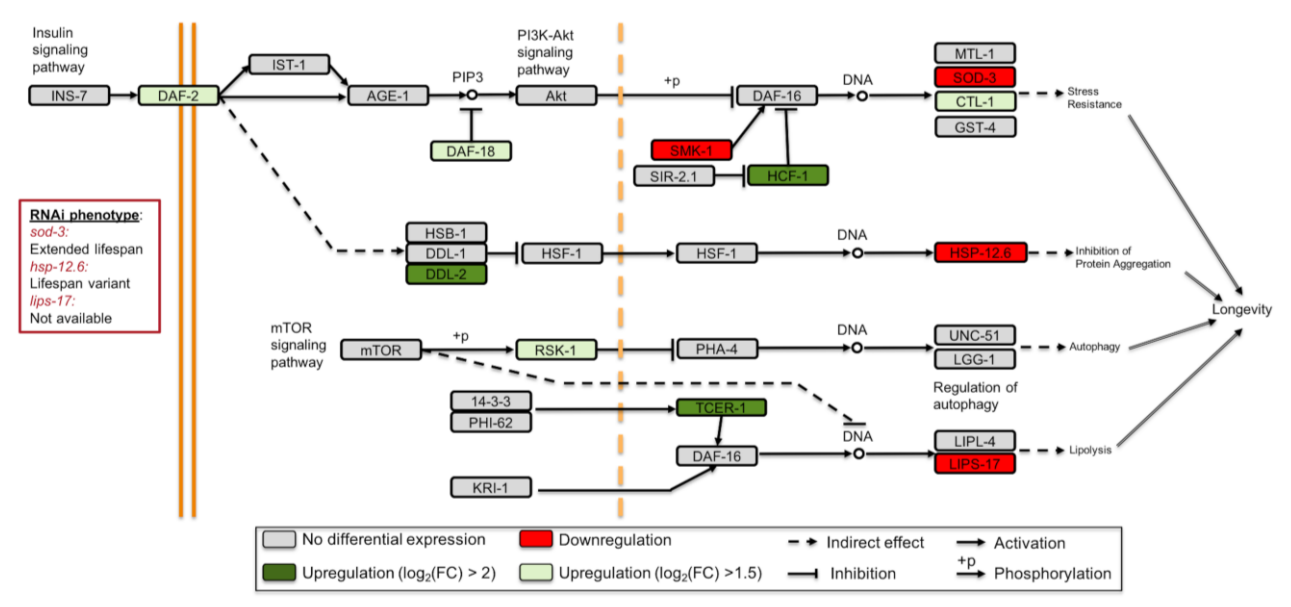 Insulin
signaling
pathway
INS-7
DAF-2
IST-1
AGE-1
PIP3
DAF-18
PI3K-Akt
signaling
pathway
Akt
+p
DAF-16
SMK-1
SIR-2.1
HCF-1
DNA
MTL-1
SOD-3
CTL-1
GST-4
Stress
Resistance
RNAi phenotype:
sod-3:
Extended lifespan
hsp-12.6:
Lifespan variant
lips-17:
Not available
HSB-1
DDL-1
DDL-2
HSF-1
HSF-1
DNA
HSP-12.6
Inhibition of
Protein Aggregation
Longevity
mTOR
signaling
pathway
mTOR
+p
RSK-1
PHA-4
DNA
UNC-51
LGG-1
Autophagy
Regulation of
autophagy
14-3-3
PHI-62
TCER-1
DAF-16
KRI-1
DNA
LIPL-4
LIPS-17
Lipolysis
No differential expression
Downregulation
Indirect effect
Activation
Upregulation (log2(FC) > 2)
Upregulation (log2(FC) >1.5)
Inhibition
+p
Phosphorylation